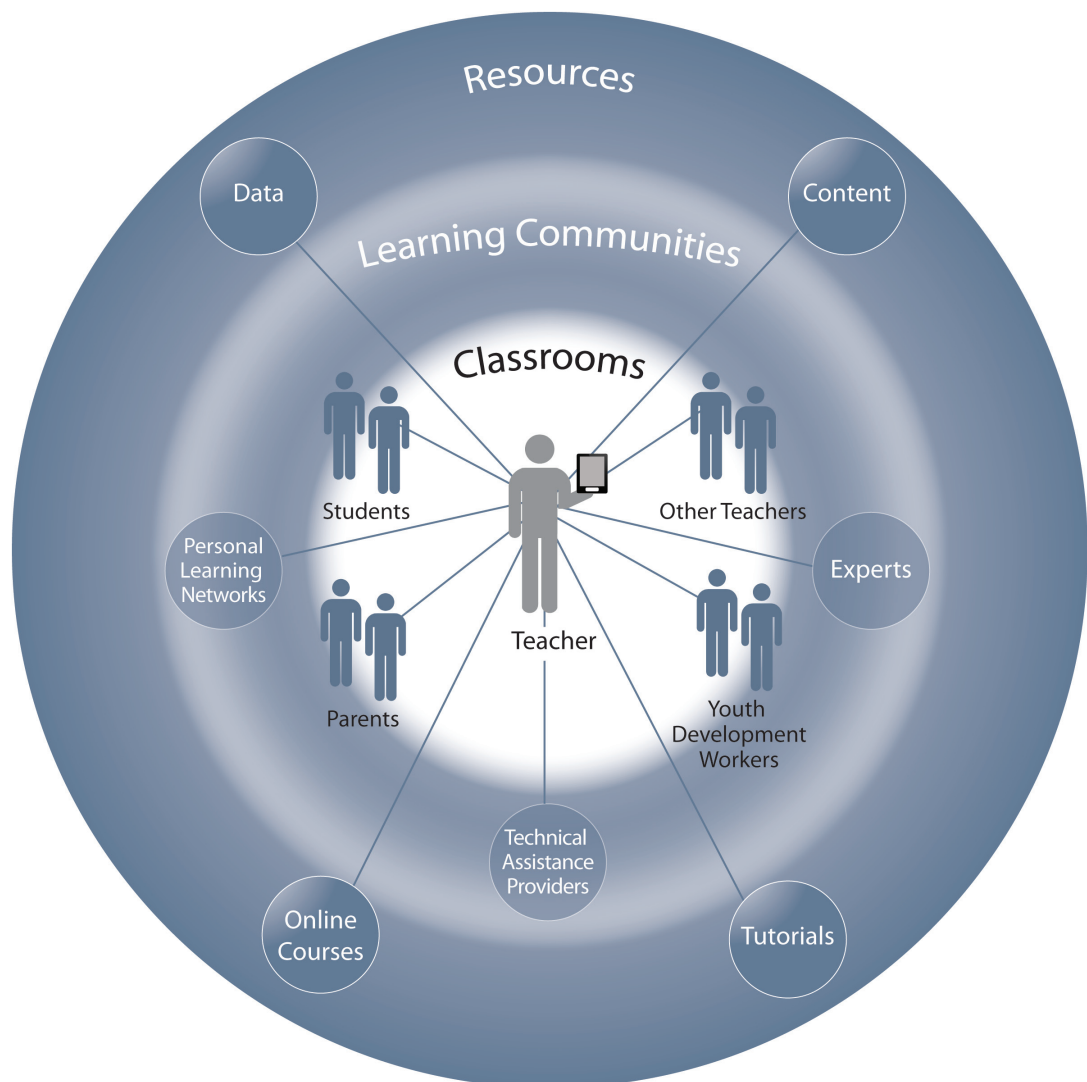 Resources
Data
Content
Learning Communities
Classrooms
Students
Other Teachers
Personal
Learning
Networks
Experts
Teacher
Parents
Youth
Development
Workers
Technical
Assistance
Providers
Online
Courses
Tutorials